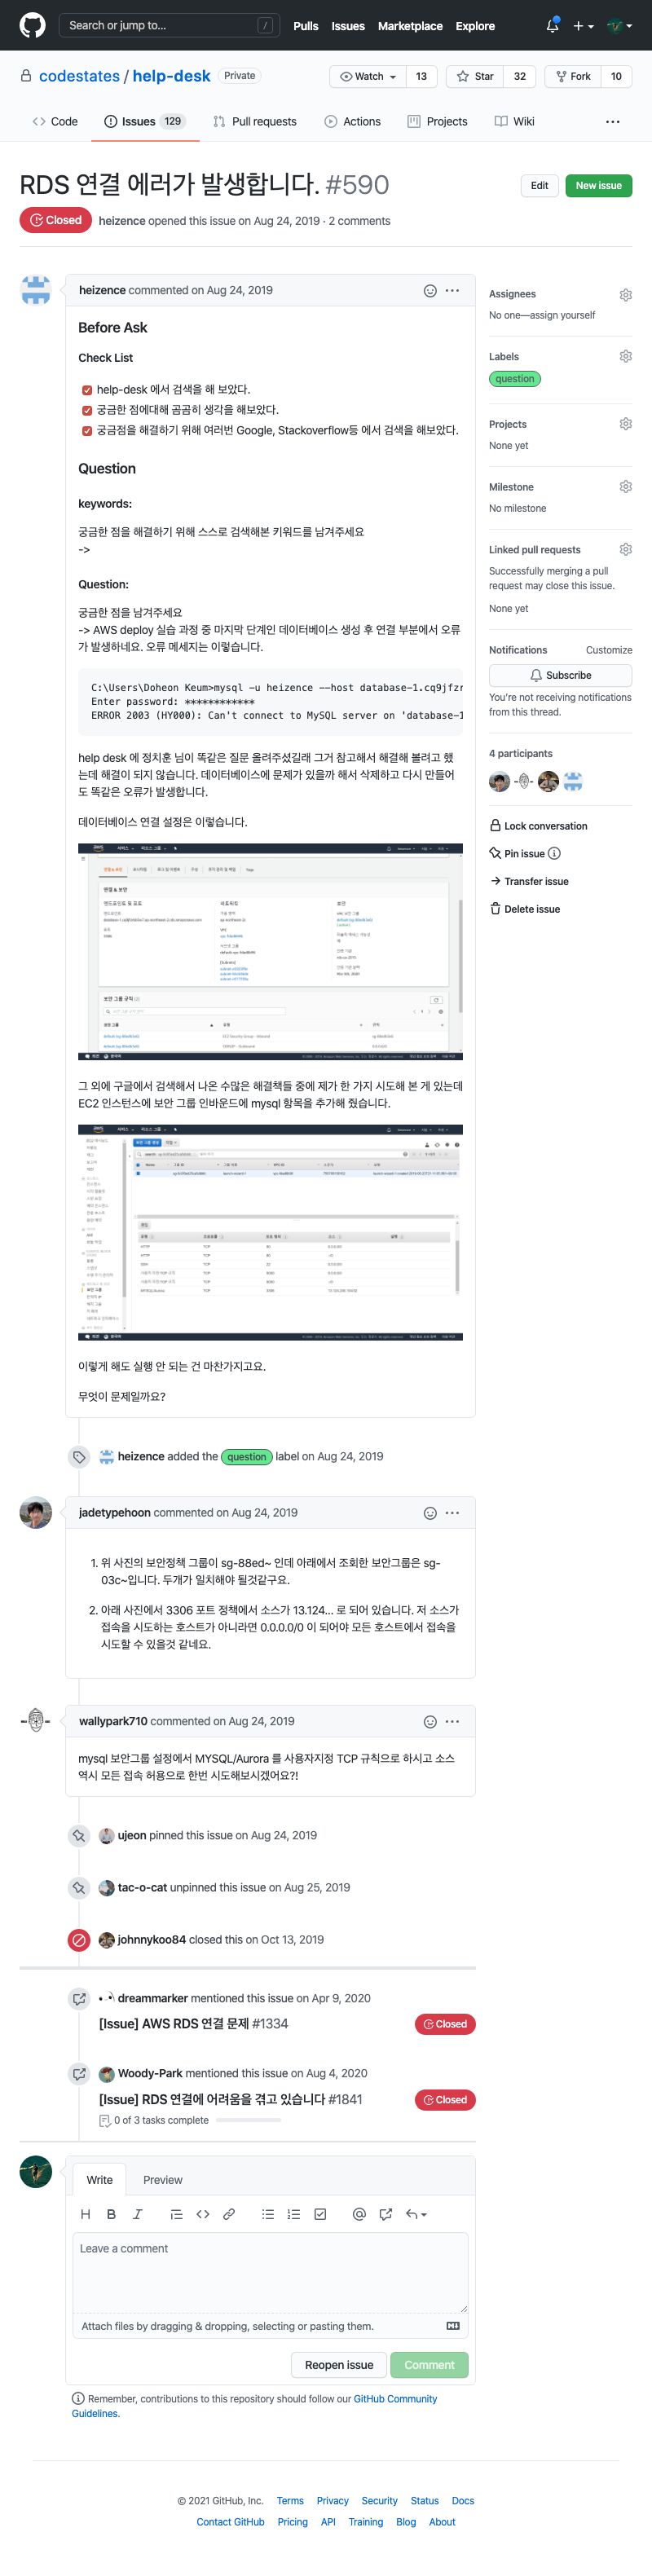 Search or jump to...
/
Pulls Issues Marketplace Explore
codestates / help-desk Private
Watch 13
Star 32
Fork 10
Code Issues 129 Pull requests Actions Projects Wiki
RDS 연결 에러가 발생합니다. #590
Edit New issue
Closed heizence opened this issue on Aug 24, 2019 · 2 comments
heizence commented on Aug 24, 2019
Before Ask
Check List
help-desk 에서 검색을 해 보았다.
궁금한 점에대해 곰곰히 생각을 해보았다.
궁금점을 해결하기 위해 여러번 Google, Stackoverflow등 에서 검색을 해보았다.
Question
keywords:
궁금한 점을 해결하기 위해 스스로 검색해본 키워드를 남겨주세요
->
Question:
궁금한 점을 남겨주세요
-> AWS deploy 실습 과정 중 마지막 단계인 데이터베이스 생성 후 연결 부분에서 오류
가 발생하네요. 오류 메세지는 이렇습니다.
C:\Users\Doheon Keum>mysql -u heizence --host database-1.cq9jfzr
Enter password: ************
ERROR 2003 (HY000): Can't connect to MySQL server on 'database-1
help desk 에 정치훈 님이 똑같은 질문 올려주셨길래 그거 참고해서 해결해 볼려고 했
는데 해결이 되지 않습니다. 데이터베이스에 문제가 있을까 해서 삭제하고 다시 만들어
도 똑같은 오류가 발생합니다.
데이터베이스 연결 설정은 이렇습니다.
그 외에 구글에서 검색해서 나온 수많은 해결책들 중에 제가 한 가지 시도해 본 게 있는데
EC2 인스턴스에 보안 그룹 인바운드에 mysql 항목을 추가해 줬습니다.
이렇게 해도 실행 안 되는 건 마찬가지고요.
무엇이 문제일까요?
heizence added the question label on Aug 24, 2019
jadetypehoon commented on Aug 24, 2019
1. 위 사진의 보안정책 그룹이 sg-88ed~ 인데 아래에서 조회한 보안그룹은 sg-
03c~입니다. 두개가 일치해야 될것같구요.
2. 아래 사진에서 3306 포트 정책에서 소스가 13.124... 로 되어 있습니다. 저 소스가
접속을 시도하는 호스트가 아니라면 0.0.0.0/0 이 되어야 모든 호스트에서 접속을
시도할 수 있을것 같네요.
wallypark710 commented on Aug 24, 2019
mysql 보안그룹 설정에서 MYSQL/Aurora 를 사용자지정 TCP 규칙으로 하시고 소스
역시 모든 접속 허용으로 한번 시도해보시겠어요?!
ujeon pinned this issue on Aug 24, 2019
tac-o-cat unpinned this issue on Aug 25, 2019
johnnykoo84 closed this on Oct 13, 2019
dreammarker mentioned this issue on Apr 9, 2020
[Issue] AWS RDS 연결 문제 #1334
Closed
Woody-Park mentioned this issue on Aug 4, 2020
[Issue] RDS 연결에 어려움을 겪고 있습니다 #1841
Closed
0 of 3 tasks complete
Write Preview
Leave a comment
Attach files by dragging & dropping, selecting or pasting them.
Reopen issue Comment
Remember, contributions to this repository should follow our GitHub Community
Guidelines.
Assignees
No one—assign yourself
Labels
question
Projects
None yet
Milestone
No milestone
Linked pull requests
Successfully merging a pull
request may close this issue.
None yet
Notifications Customize
Subscribe
You're not receiving notifications
from this thread.
4 participants
Lock conversation
Pin issue
Transfer issue
Delete issue
© 2021 GitHub, Inc. Terms Privacy Security Status Docs
Contact GitHub Pricing API Training Blog About